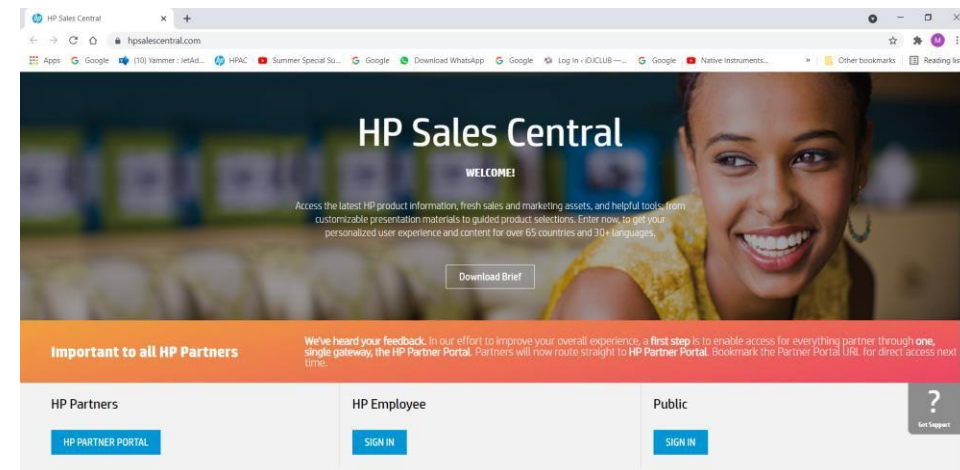 HP Sales Central
hpsalescentral.com
Apps Google (10) Yammer : JetAd... HPAC Summer Special Su... Google Download WhatsApp Google Log In ‹ iDJCLUB —... Google Native Instruments... » Other bookmarks Reading lis
HP Sales Central
WELCOME!
Access the latest HP product information, fresh sales and marketing assets, and helpful tools; from
customizable presentation materials to guided product selections. Enter now, to get your
personalized user experience and content for over 65 countries and 30+ languages.
Download Brief
Important to all HP Partners
We've heard your feedback. In our effort to improve your overall experience, a first step is to enable access for everything partner through one,
single gateway, the HP Partner Portal. Partners will now route straight to HP Partner Portal. Bookmark the Partner Portal URL for direct access next
time.
HP Partners
HP PARTNER PORTAL
HP Employee
SIGN IN
Public
SIGN IN
?
Get Support
M